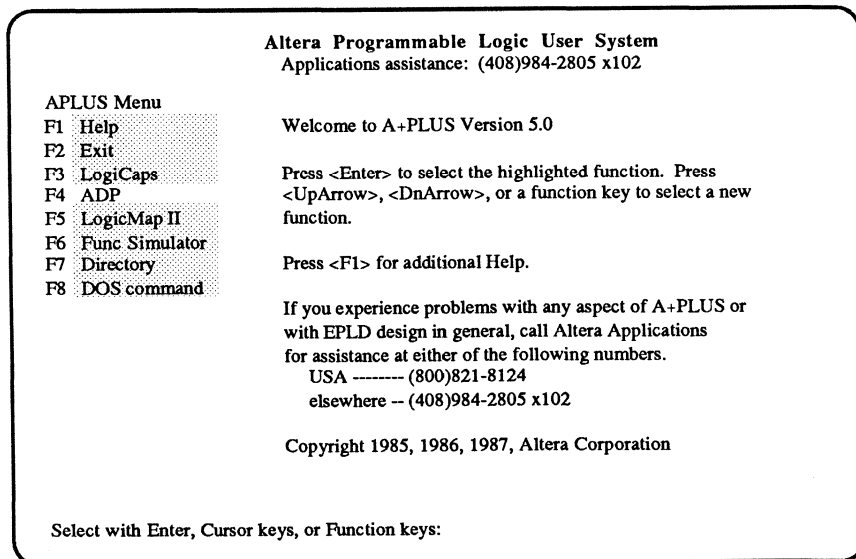 Altera Programmable Logic User System
Applications assistance: (408)984-2805 x102
APLUS Menu
F1 Help
F2 Exit
F3 LogiCaps
F4 ADP
F5 LogicMap II
F6 Func Simulator
F7 Directory
F8 DOS command
Welcome to A+PLUS Version 5.0
Press <Enter> to select the highlighted function. Press
<UpArrow>, <DnArrow>, or a function key to select a new
function.
Press <F1> for additional Help.
If you experience problems with any aspect of A+PLUS or
with EPLD design in general, call Altera Applications
for assistance at either of the following numbers.
USA -------- (800)821-8124
elsewhere -- (408)984-2805 x102
Copyright 1985, 1986, 1987, Altera Corporation
Select with Enter, Cursor keys, or Function keys: